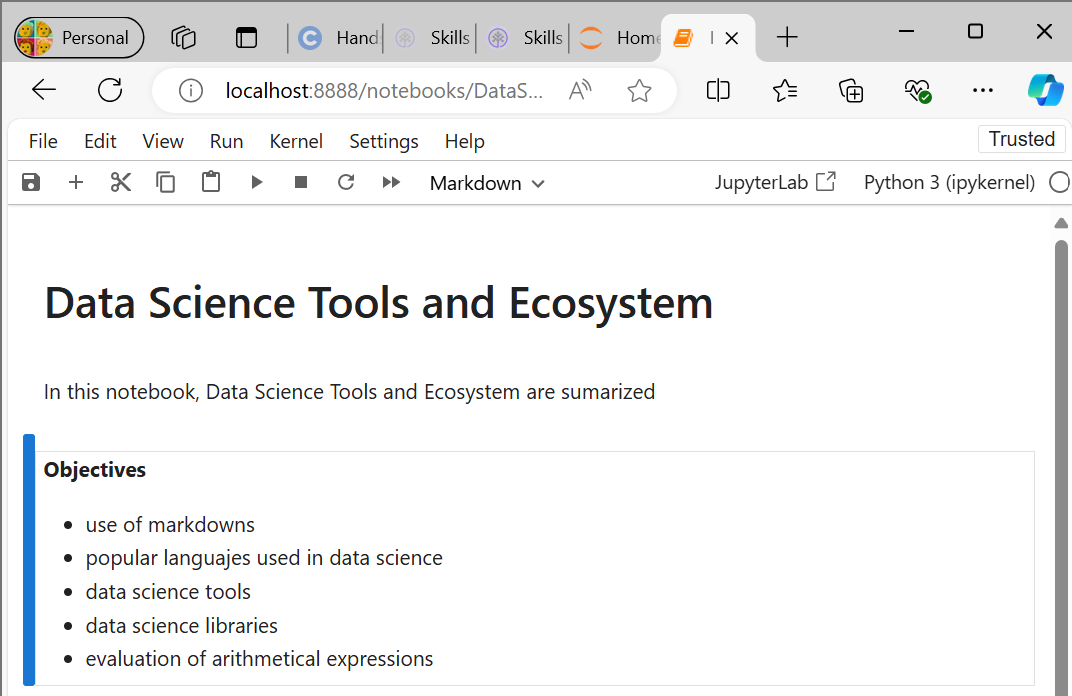 Personal Hand Skills Skills Home
localhost:8888/notebooks/DataS...
File Edit View Run Kernel Settings Help Trusted
Markdown JupyterLab Python 3 (ipykernel)
Data Science Tools and Ecosystem
In this notebook, Data Science Tools and Ecosystem are sumarized
Objectives
• use of markdowns
• popular languajes used in data science
• data science tools
• data science libraries
• evaluation of arithmetical expressions